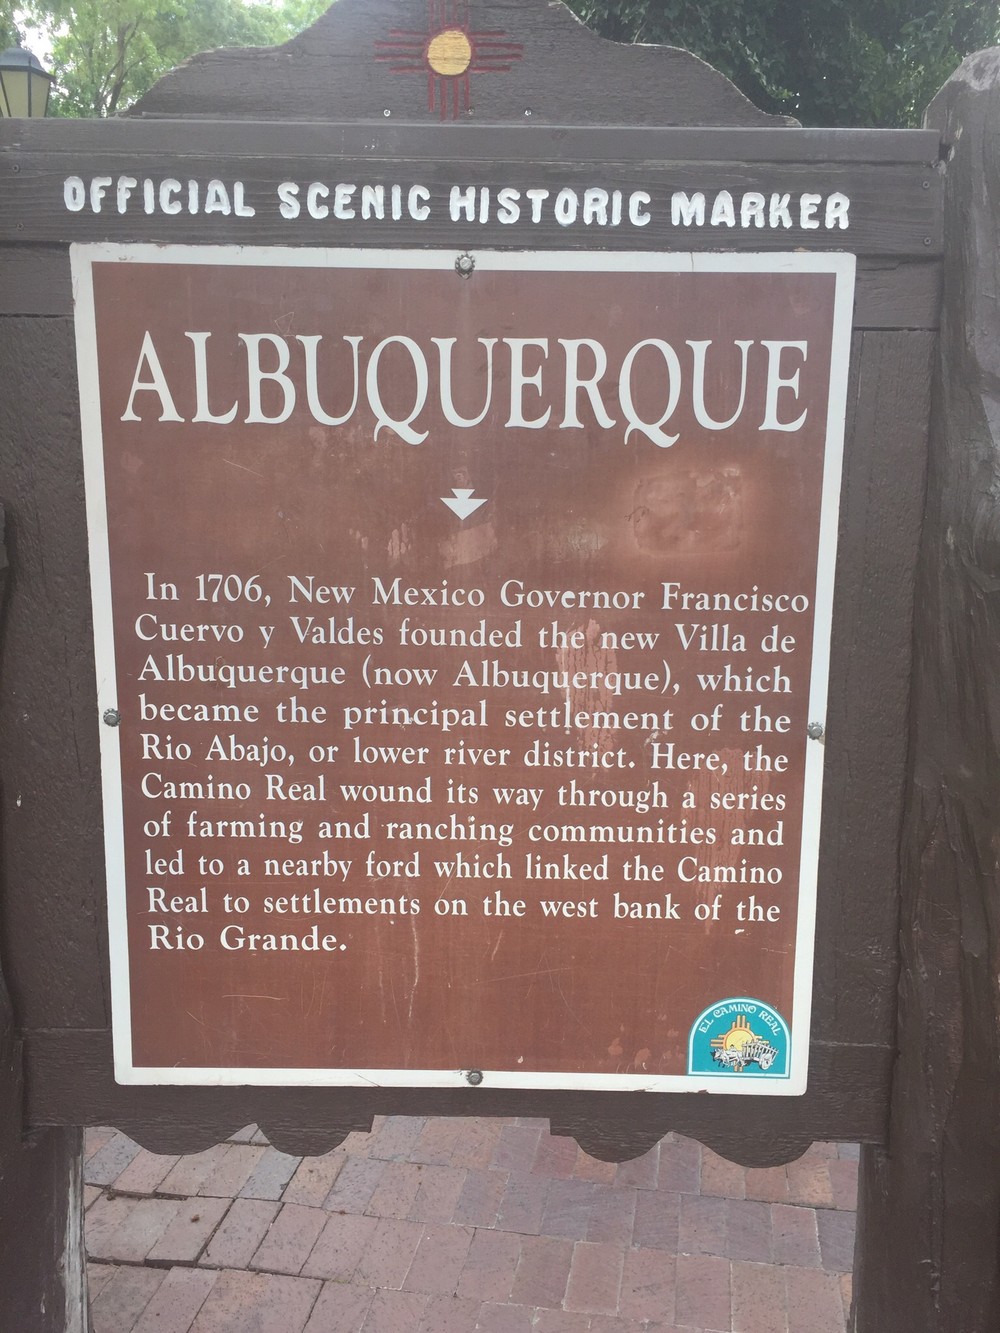 OFFICIAL SCENIC HISTORIC MARKER
ALBUQUERQUE
In 1706, New Mexico Governor Francisco
Cuervo y Valdes founded the new Villa de
Albuquerque (now Albuquerque), which
became the principal settlement of the
Rio Abajo, or lower river district. Here, the
Camino Real wound its way through a series
of farming and ranching communities and
led to a nearby ford which linked the Camino
Real to settlements on the west bank of the
Rio Grande.
EL CAMINO REAL